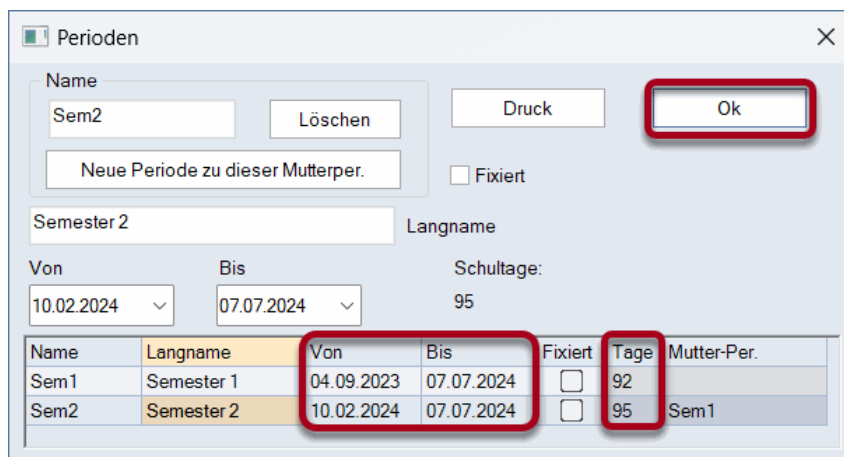 Perioden
Name
Sem2
Löschen
Druck
Ok
Neue Periode zu dieser Mutterper.
Fixiert
Semester 2
Langname
Von Bis Schultage:
10.02.2024 07.07.2024 95
Name Langname Von Bis Fixiert Tage Mutter-Per.
Sem1 Semester 1 04.09.2023 07.07.2024 92
Sem2 Semester 2 10.02.2024 07.07.2024 95 Sem1